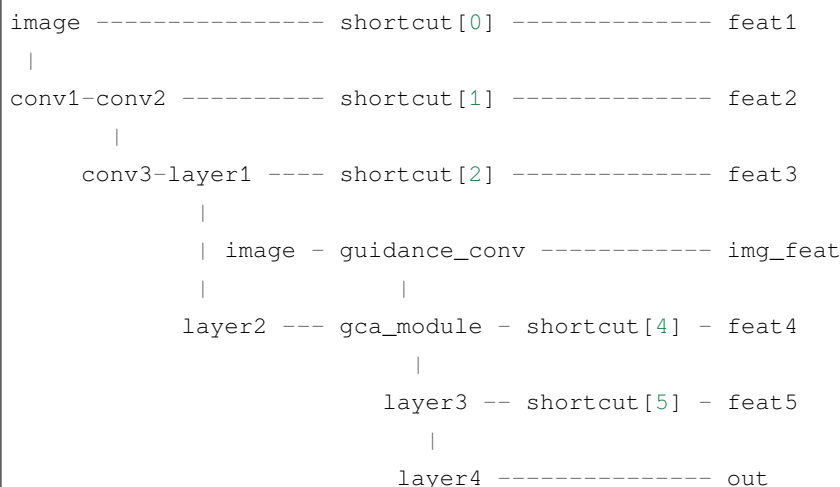 image ---------------- shortcut[0] -------------- feat1
 |
conv1-conv2 ---------- shortcut[1] -------------- feat2
       |
     conv3-layer1 ---- shortcut[2] -------------- feat3
             |
             | image - guidance_conv ------------ img_feat
             |             |
            layer2 --- gca_module - shortcut[4] - feat4
                            |
                          layer3 -- shortcut[5] - feat5
                             |
                           layer4 --------------- out